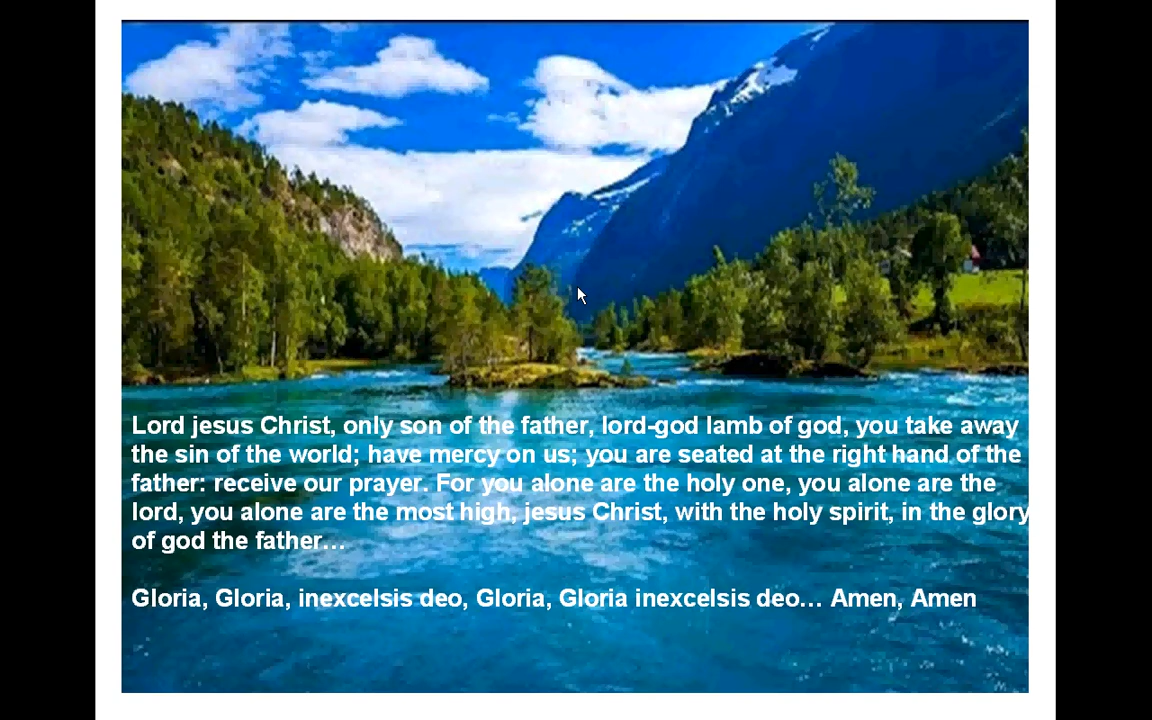 Lord jesus Christ, only son of the father, lord-god lamb of god, you take away
the sin of the world; have mercy on us; you are seated at the right hand of the
father: receive our prayer. For you alone are the holy one, you alone are the
lord, you alone are the most high, jesus Christ, with the holy spirit, in the glory
of god the father…
Gloria, Gloria, inexcelsis deo, Gloria, Gloria inexcelsis deo… Amen, Amen